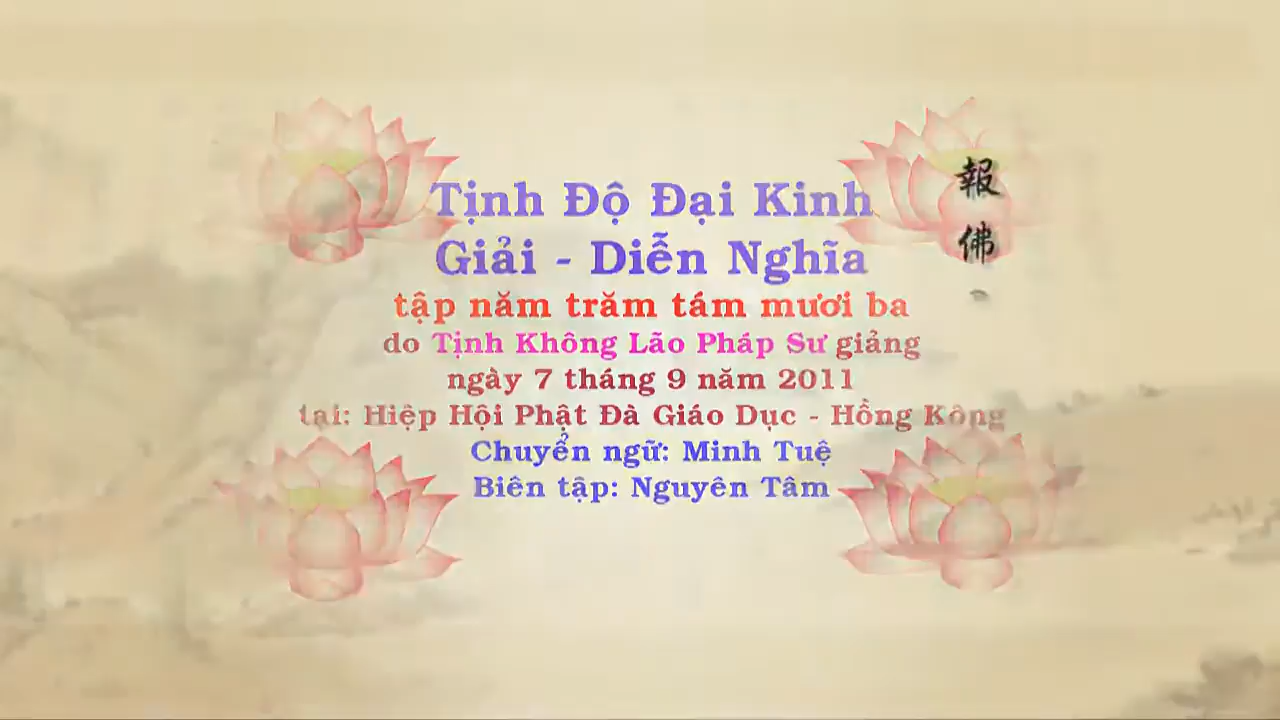 Tịnh Độ Đại Kinh
Giải - Diễn Nghĩa
tập năm trăm tám mươi ba
do Tịnh Không Lão Pháp Sư giảng
ngày 7 tháng 9 năm 2011
tại: Hiệp Hội Phật Đà Giáo Dục - Hồng Kông
Chuyển ngữ: Minh Tuệ
Biên tập: Nguyên Tâm
報佛